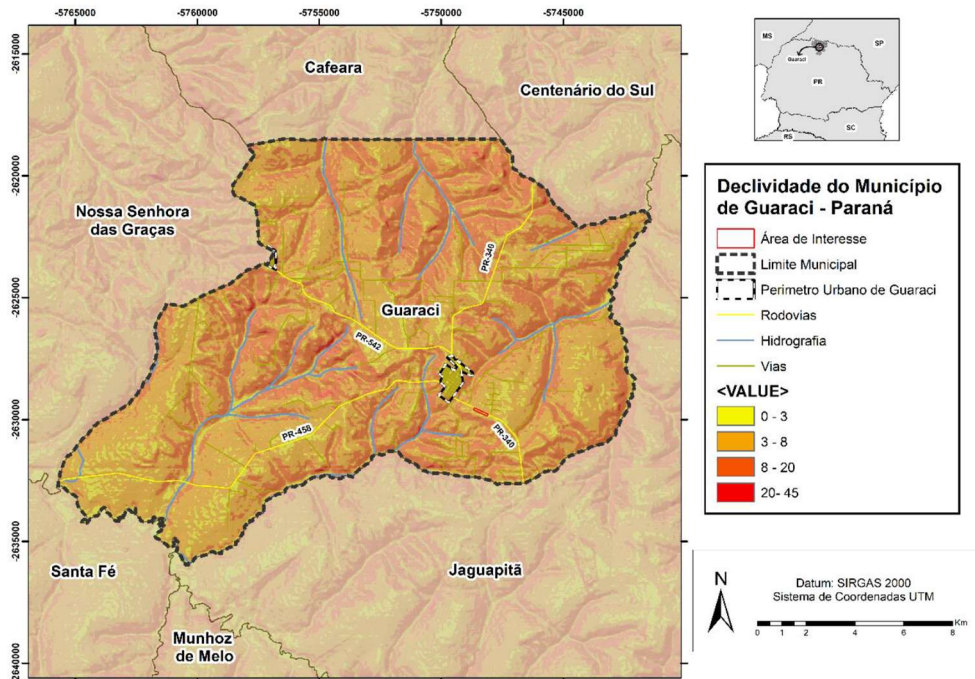 -5765000
-5760000
-5755000
-5750000
-5745000
-2615000
-2620000
-2625000
-2630000
-2635000
-2640000
Cafeara
Centenário do Sul
Nossa Senhora
das Graças
PR-340
Guaraci
PR-542
PR-458
PR-340
Santa Fé
Jaguapitã
Munhoz
de Melo
MS
SP
Guaraci
PR
SC
RS
Declividade do Município
de Guaraci - Paraná
Área de Interesse
Limite Municipal
Perimetro Urbano de Guaraci
Rodovias
Hidrografia
Vias
<VALUE>
0 - 3
3 - 8
8 - 20
20- 45
N
Datum: SIRGAS 2000
Sistema de Coordenadas UTM
Km
0 1 2 4 6 8